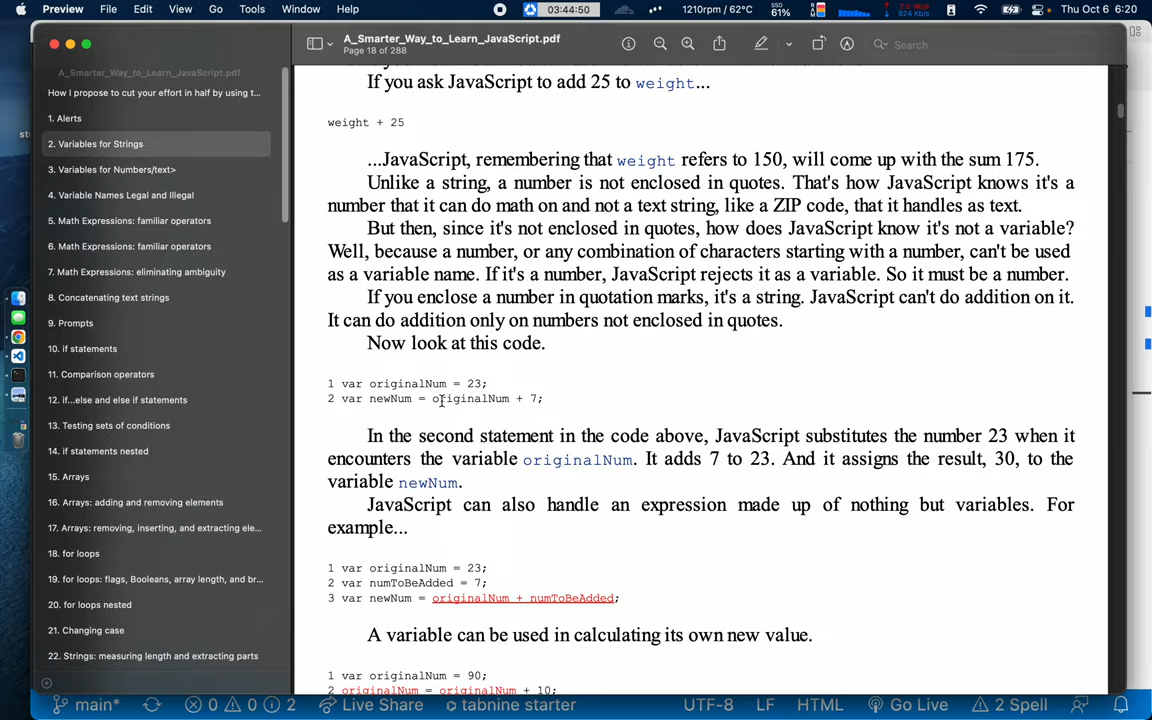 Preview File Edit View Go Tools Window Help
03:44:50
1210rpm / 62°C
SSD 61%
2.0 MB/s
824 Kb/s
Thu Oct 6 6:20
A_Smarter_Way_to_Learn_JavaScript.pdf
Page 18 of 288
Search
A_Smarter_Way_to_Learn_JavaScript.pdf
How I propose to cut your effort in half by using t...
1. Alerts
2. Variables for Strings
3. Variables for Numbers/text>
4. Variable Names Legal and Illegal
5. Math Expressions: familiar operators
6. Math Expressions: familiar operators
7. Math Expressions: eliminating ambiguity
8. Concatenating text strings
9. Prompts
10. if statements
11. Comparison operators
12. if...else and else if statements
13. Testing sets of conditions
14. if statements nested
15. Arrays
16. Arrays: adding and removing elements
17. Arrays: removing, inserting, and extracting ele...
18. for loops
19. for loops: flags, Booleans, array length, and br...
20. for loops nested
21. Changing case
22. Strings: measuring length and extracting parts
If you ask JavaScript to add 25 to weight...
weight + 25
...JavaScript, remembering that weight refers to 150, will come up with the sum 175.
Unlike a string, a number is not enclosed in quotes. That's how JavaScript knows it's a
number that it can do math on and not a text string, like a ZIP code, that it handles as text.
But then, since it's not enclosed in quotes, how does JavaScript know it's not a variable?
Well, because a number, or any combination of characters starting with a number, can't be used
as a variable name. If it's a number, JavaScript rejects it as a variable. So it must be a number.
If you enclose a number in quotation marks, it's a string. JavaScript can't do addition on it.
It can do addition only on numbers not enclosed in quotes.
Now look at this code.
1 var originalNum = 23;
2 var newNum = originalNum + 7;
In the second statement in the code above, JavaScript substitutes the number 23 when it
encounters the variable originalNum. It adds 7 to 23. And it assigns the result, 30, to the
variable newNum.
JavaScript can also handle an expression made up of nothing but variables. For
example...
1 var originalNum = 23;
2 var numToBeAdded = 7;
3 var newNum = originalNum + numToBeAdded;
A variable can be used in calculating its own new value.
1 var originalNum = 90;
2 originalNum = originalNum + 10;
main* 0 0 2 Live Share tabnine starter UTF-8 LF HTML Go Live 2 Spell